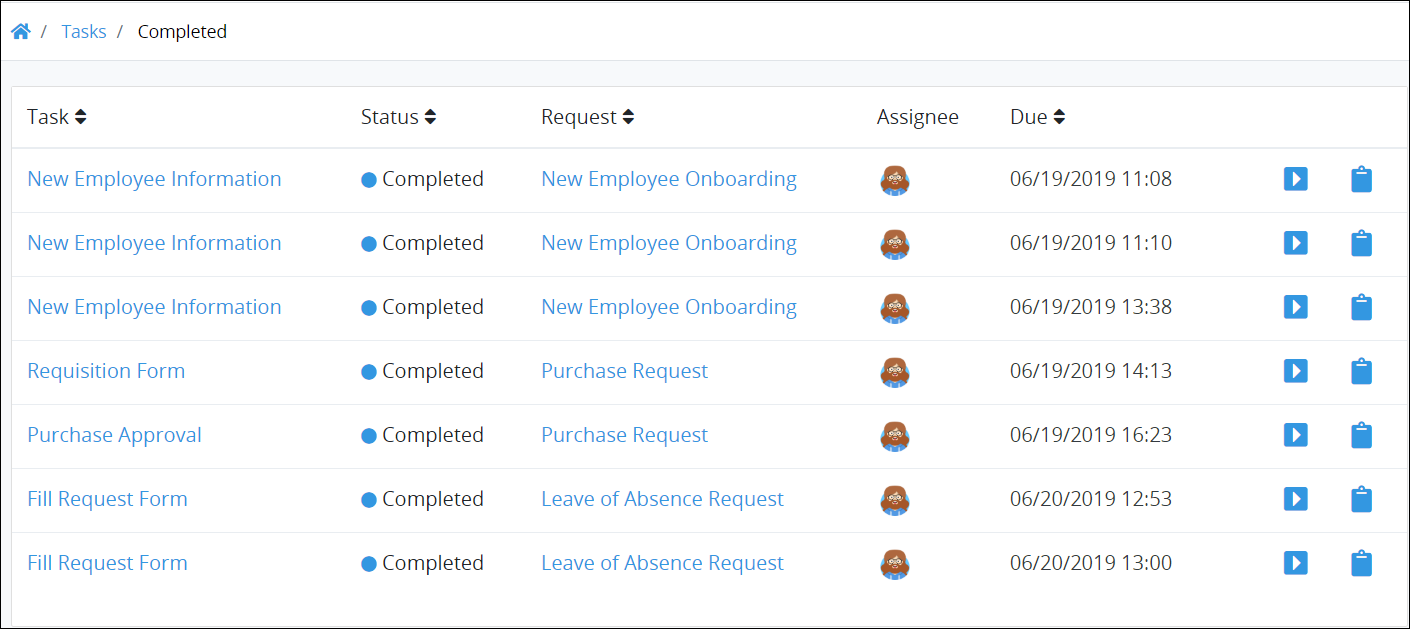 / Tasks / Completed
Task Status Request Assignee Due
New Employee Information Completed New Employee Onboarding 06/19/2019 11:08
New Employee Information Completed New Employee Onboarding 06/19/2019 11:10
New Employee Information Completed New Employee Onboarding 06/19/2019 13:38
Requisition Form Completed Purchase Request 06/19/2019 14:13
Purchase Approval Completed Purchase Request 06/19/2019 16:23
Fill Request Form Completed Leave of Absence Request 06/20/2019 12:53
Fill Request Form Completed Leave of Absence Request 06/20/2019 13:00